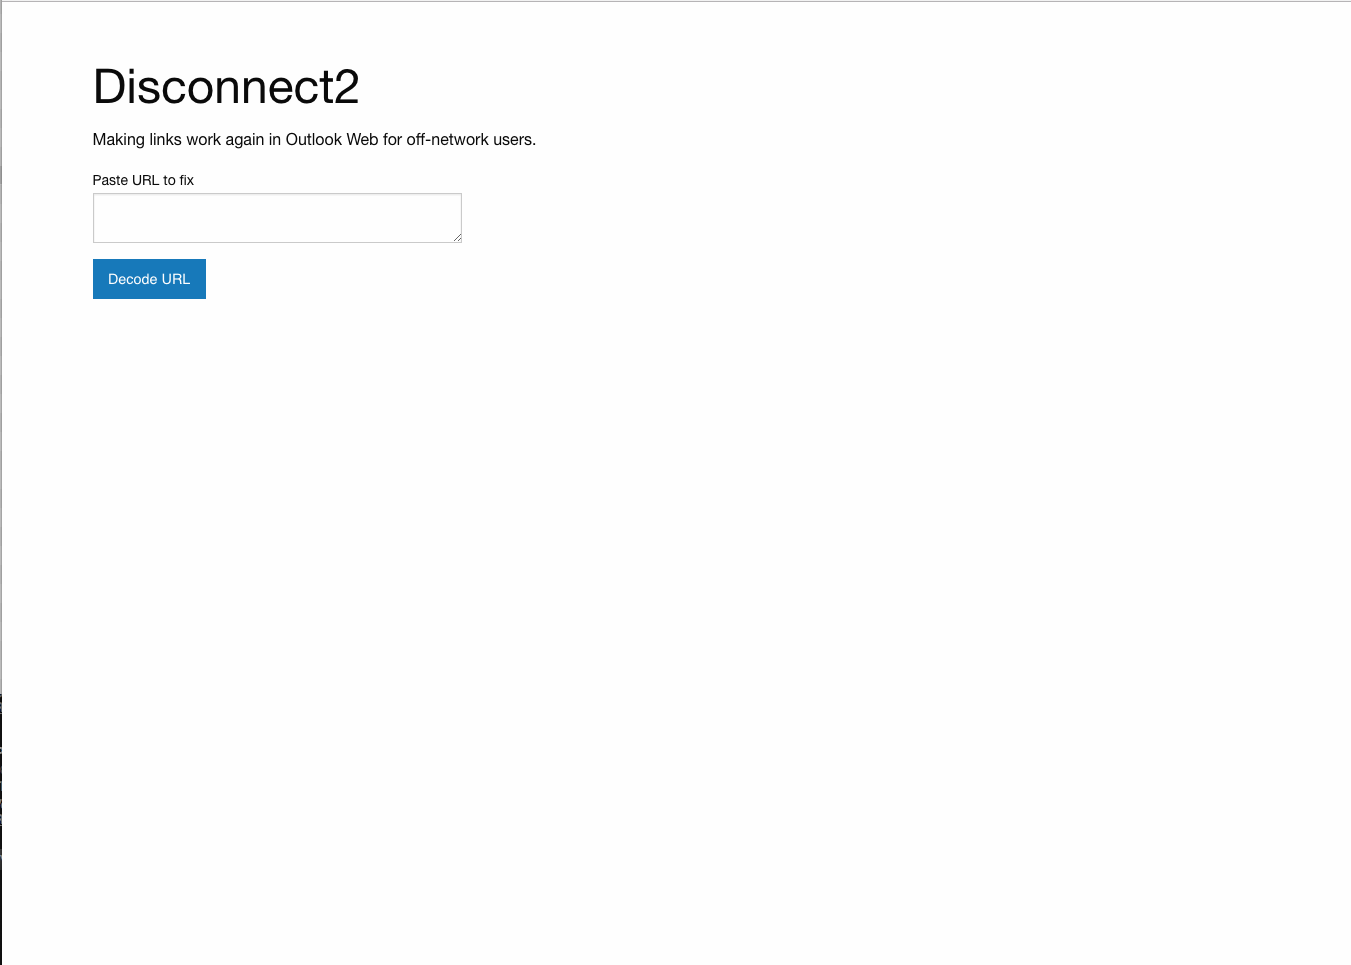 Disconnect2
Making links work again in Outlook Web for off-network users.
Paste URL to fix
Decode URL